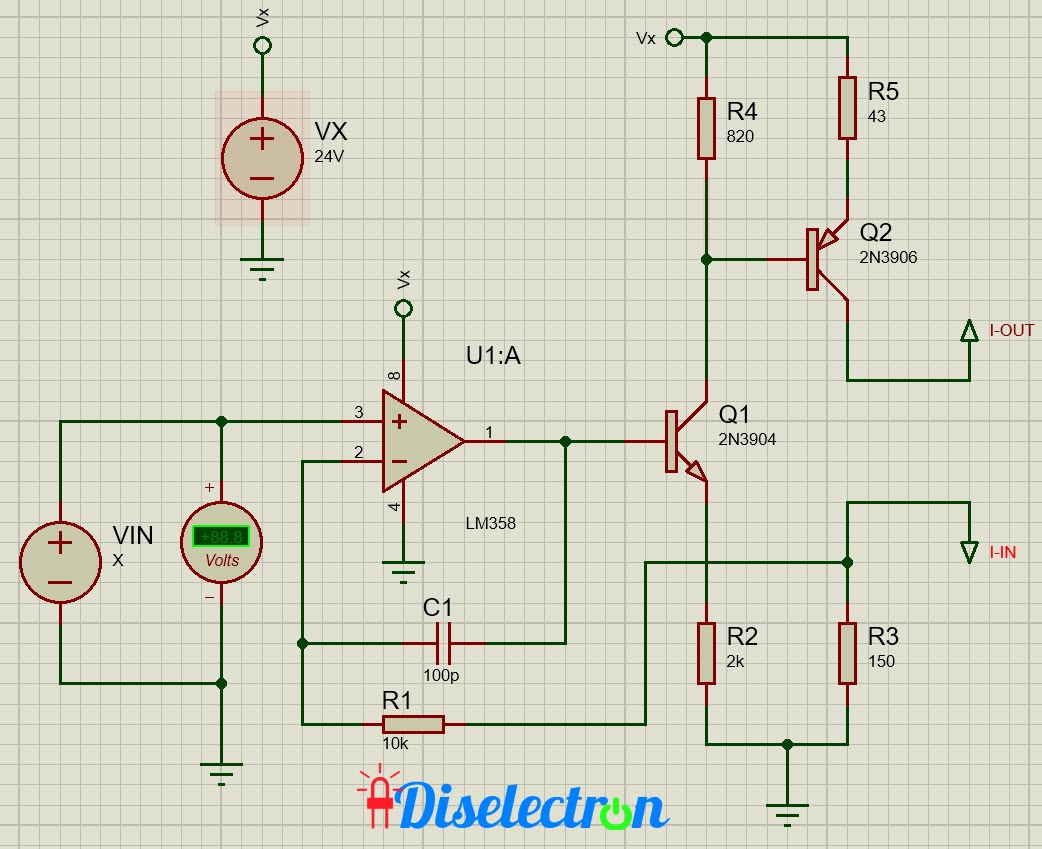 Vx
VX
24V
Vx
R4
820
R5
43
Q2
2N3906
I-OUT
Vx
U1:A
8
3
2
1
4
LM358
Q1
2N3904
VIN
X
+
+88.8
Volts
−
C1
100p
R1
10k
I-IN
R2
2k
R3
150
Diselectron